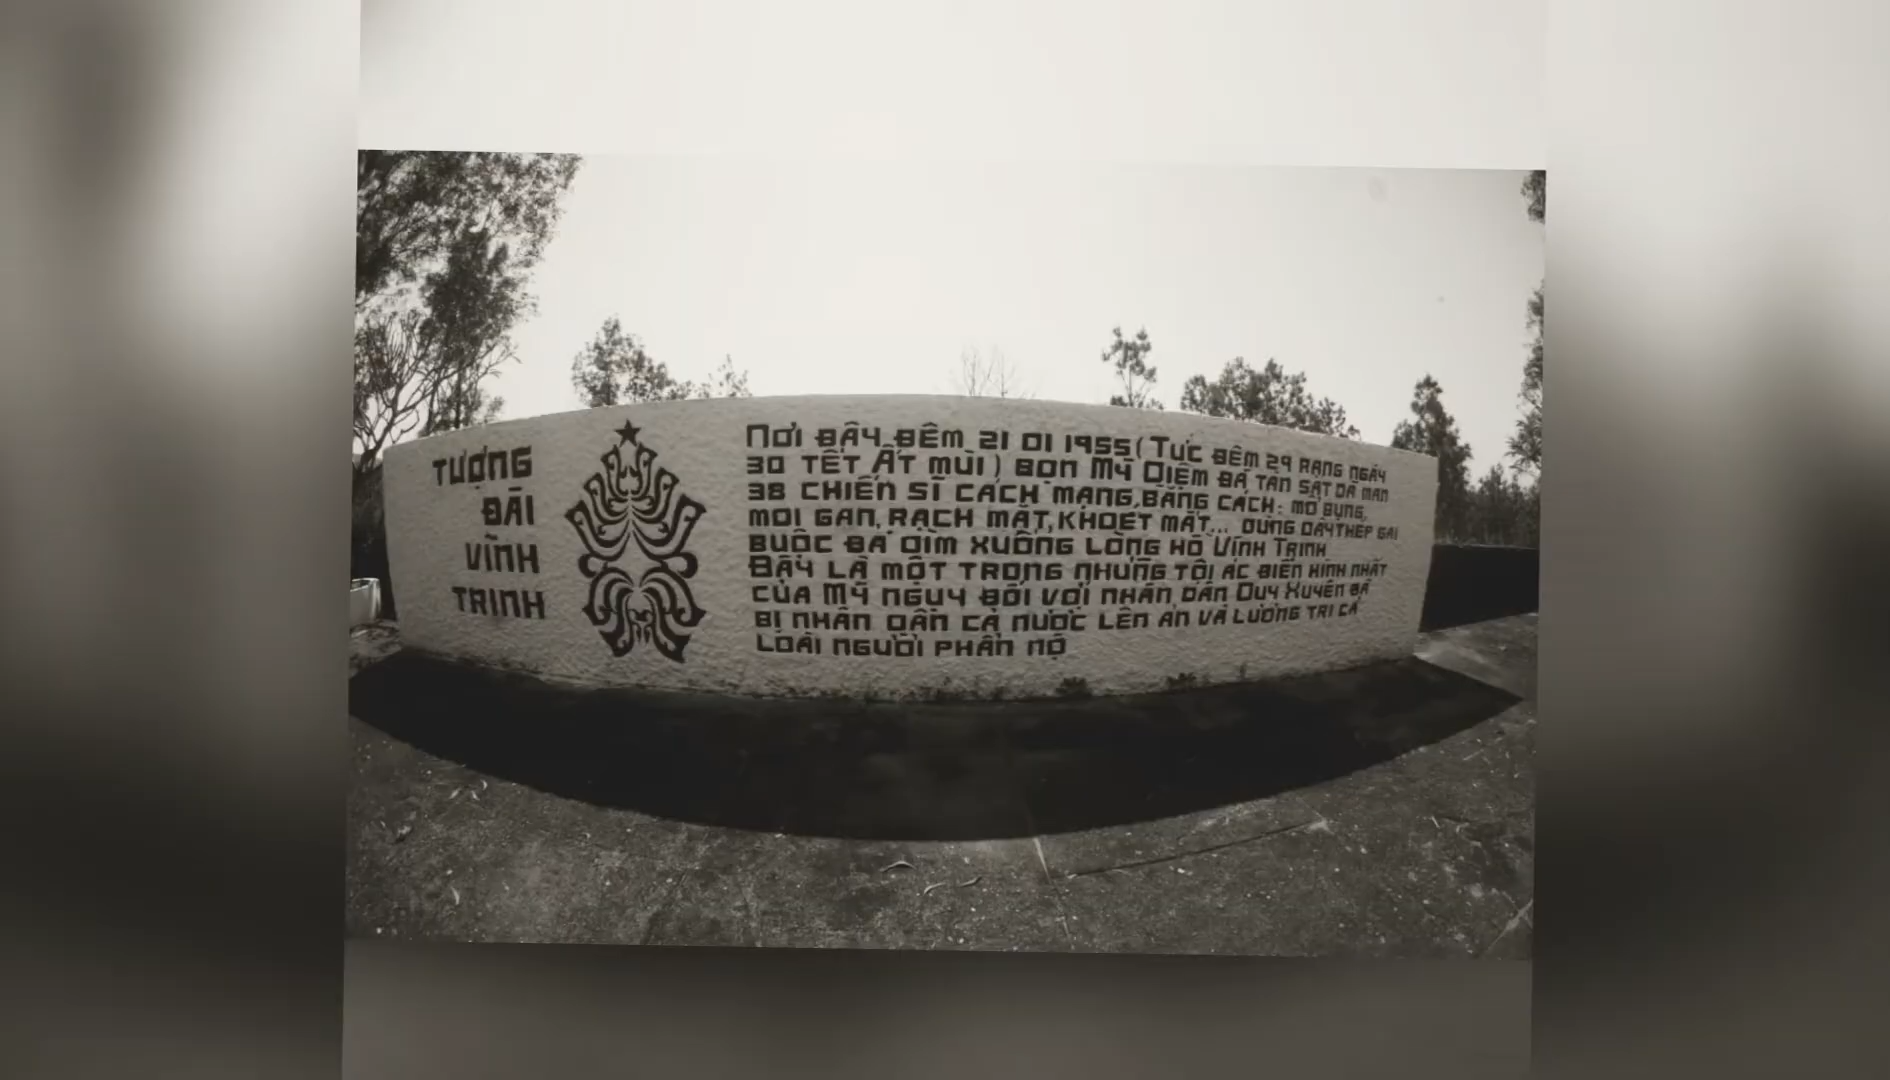 TƯỢNG
ĐÀI
VĨNH
TRINH
NƠI ĐÂY ĐÊM 21 01 1955 (TỨC ĐÊM 29 RẠNG NGÀY
30 TẾT ẤT MÙI) BỌN MỸ DIỆM ĐÃ TÀN SÁT DÃ MAN
38 CHIẾN SĨ CÁCH MẠNG, BẰNG CÁCH: MỔ BỤNG,
MOI GAN, RẠCH MẶT, KHOÉT MẮT... DÙNG DÂY THÉP GAI
BUỘC ĐÁ DÌM XUỐNG LÒNG HỒ VĨNH TRINH
ĐÂY LÀ MỘT TRONG NHỮNG TỘI ÁC ĐIỂN HÌNH NHẤT
CỦA MỸ NGỤY ĐỐI VỚI NHÂN DÂN DUY XUYÊN ĐÃ
BỊ NHÂN DÂN CẢ NƯỚC LÊN ÁN VÀ LƯƠNG TRI CẢ
LOÀI NGƯỜI PHẪN NỘ